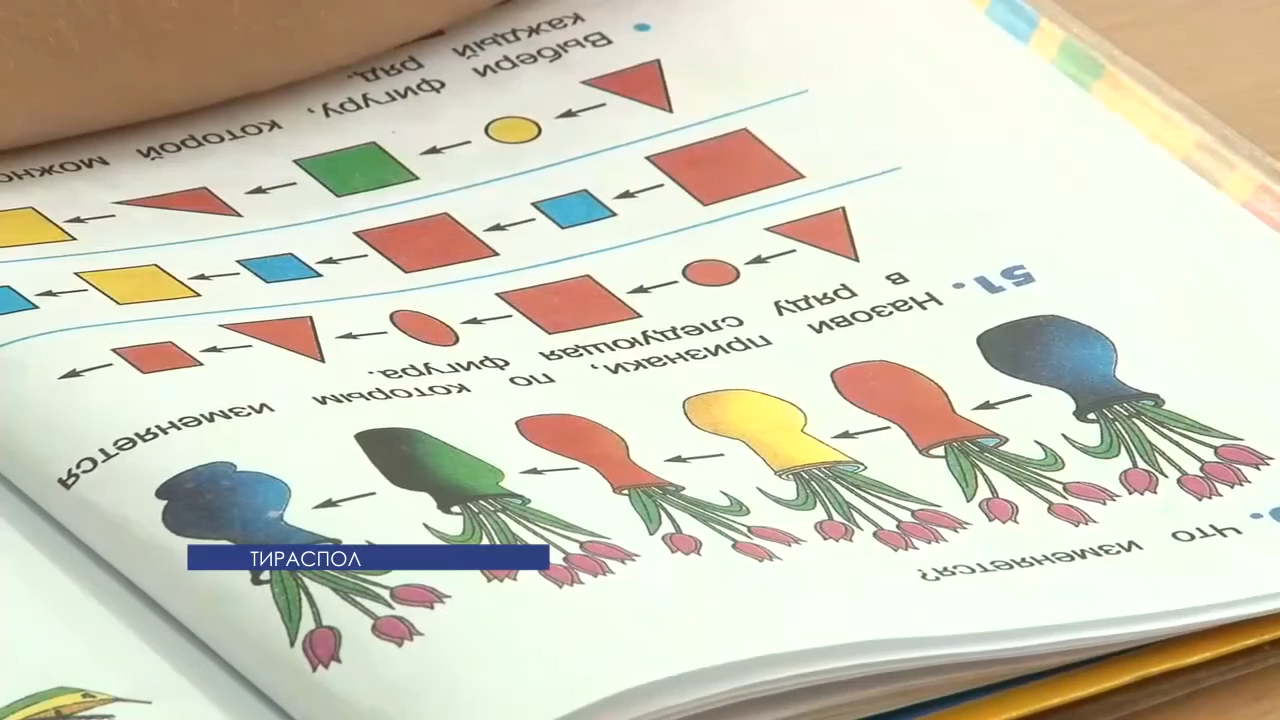 Что изменяется?
51. Назови признаки, по которым изменяется
в ряду следующая фигура.
• Выбери фигуру, которой можно
каждый ряд.
ТИРАСПОЛ